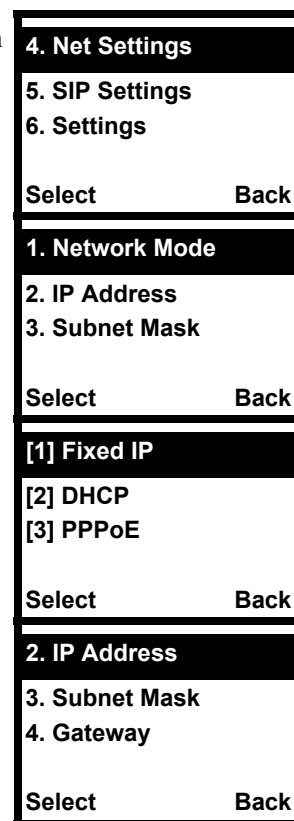 4. Net Settings
5. SIP Settings
6. Settings
Select Back
1. Network Mode
2. IP Address
3. Subnet Mask
Select Back
[1] Fixed IP
[2] DHCP
[3] PPPoE
Select Back
2. IP Address
3. Subnet Mask
4. Gateway
Select Back